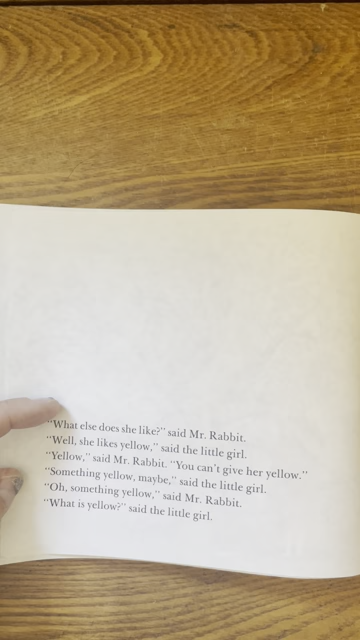 “What else does she like?” said Mr. Rabbit.
“Well, she likes yellow,” said the little girl.
“Yellow,” said Mr. Rabbit. “You can’t give her yellow.”
“Something yellow, maybe,” said the little girl.
“Oh, something yellow,” said Mr. Rabbit.
“What is yellow?” said the little girl.